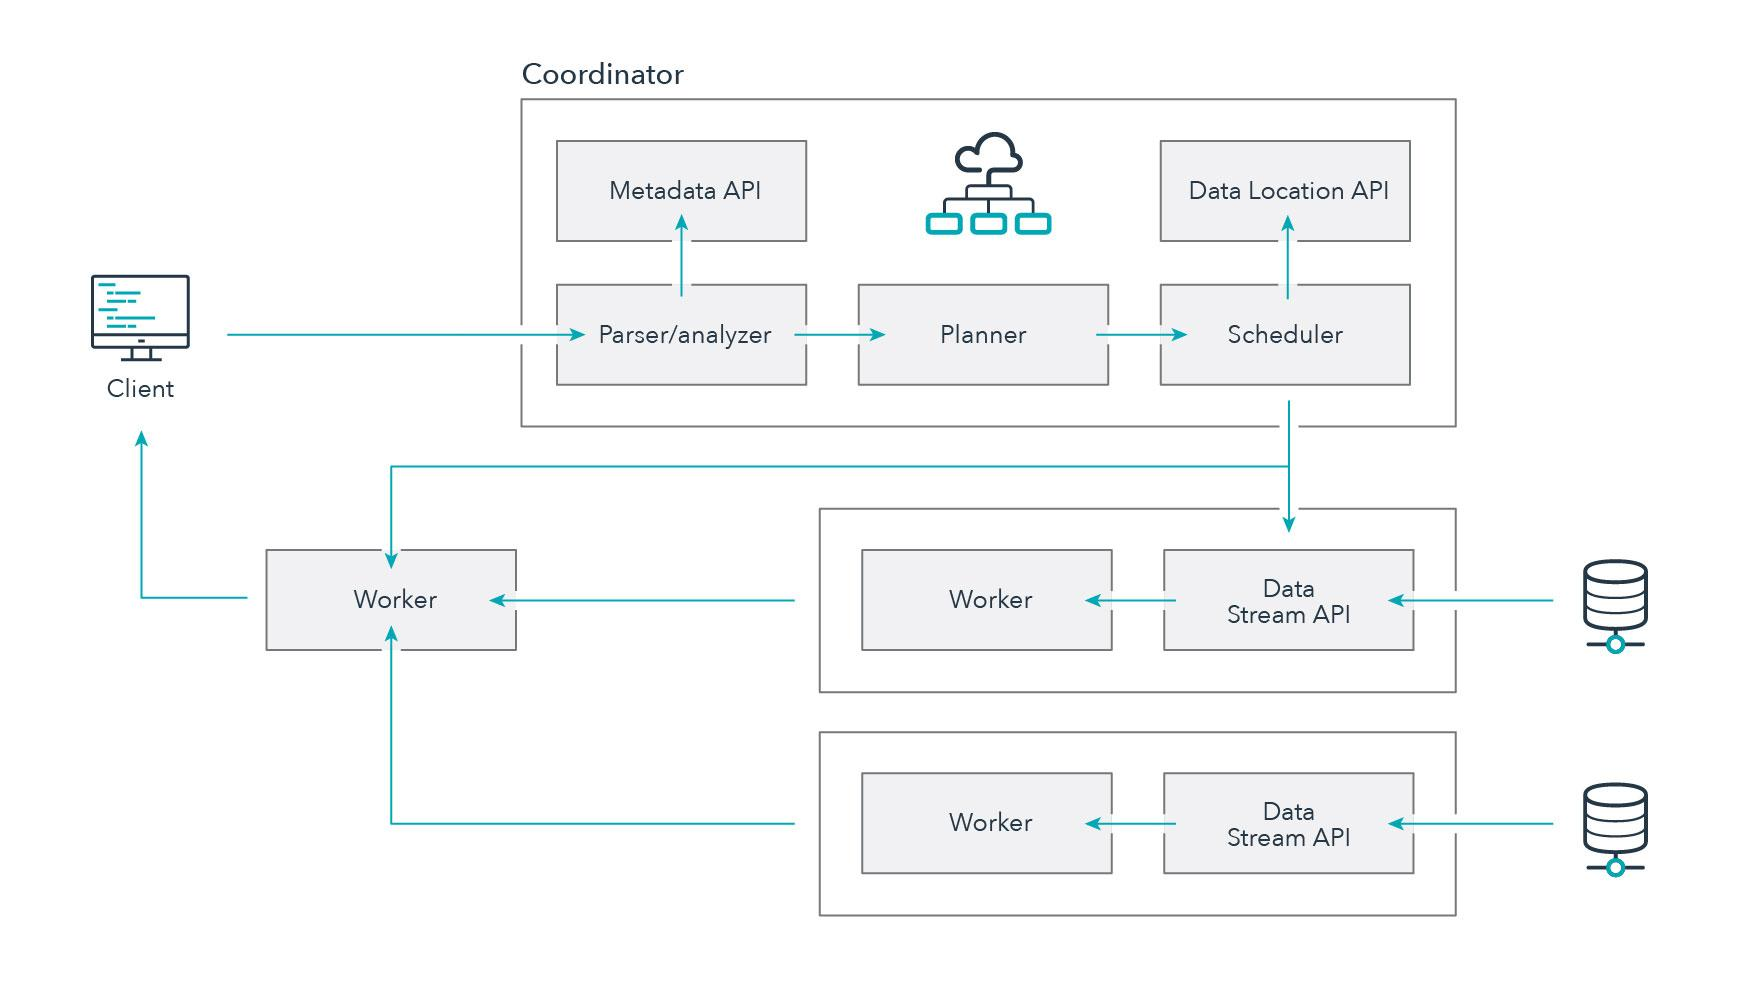 Coordinator
Metadata API
Data Location API
Parser/analyzer
Planner
Scheduler
Client
Worker
Worker
Data
Stream API
Worker
Data
Stream API